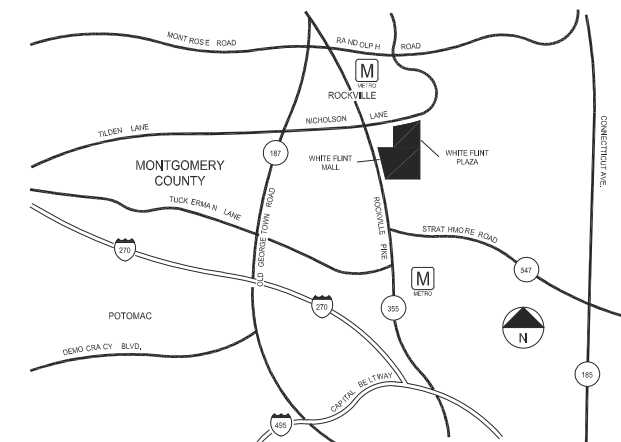 MONTROSE ROAD
RANDOLPH ROAD
M
METRO
ROCKVILLE
NICHOLSON LANE
TILDEN LANE
CONNECTTICUT AVE.
187
WHITE FLINT
MALL
WHITE FLINT
PLAZA
MONTGOMERY
COUNTY
TUCKERMAN LANE
OLD GEORGETOWN ROAD
ROCKVILLE PIKE
STRATHMORE ROAD
270
547
M
METRO
270
355
POTOMAC
N
DEMOCRACY BLVD.
185
CAPITAL BELTWAY
495